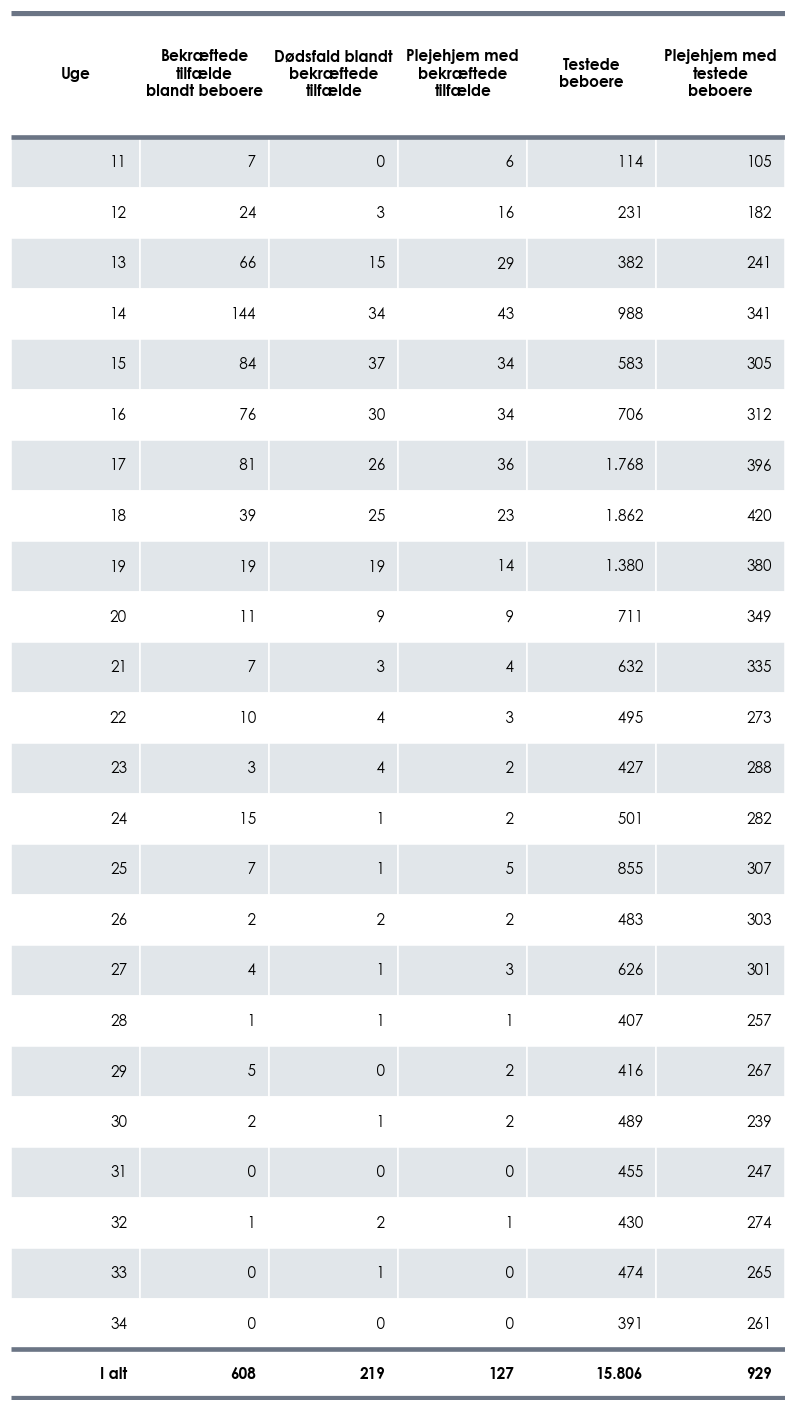 Uge Bekræftede tilfælde blandt beboere Dødsfald blandt bekræftede tilfælde Plejehjem med bekræftede tilfælde Testede beboere Plejehjem med testede beboere
11 7 0 6 114 105
12 24 3 16 231 182
13 66 15 29 382 241
14 144 34 43 988 341
15 84 37 34 583 305
16 76 30 34 706 312
17 81 26 36 1.768 396
18 39 25 23 1.862 420
19 19 19 14 1.380 380
20 11 9 9 711 349
21 7 3 4 632 335
22 10 4 3 495 273
23 3 4 2 427 288
24 15 1 2 501 282
25 7 1 5 855 307
26 2 2 2 483 303
27 4 1 3 626 301
28 1 1 1 407 257
29 5 0 2 416 267
30 2 1 2 489 239
31 0 0 0 455 247
32 1 2 1 430 274
33 0 1 0 474 265
34 0 0 0 391 261
I alt 608 219 127 15.806 929